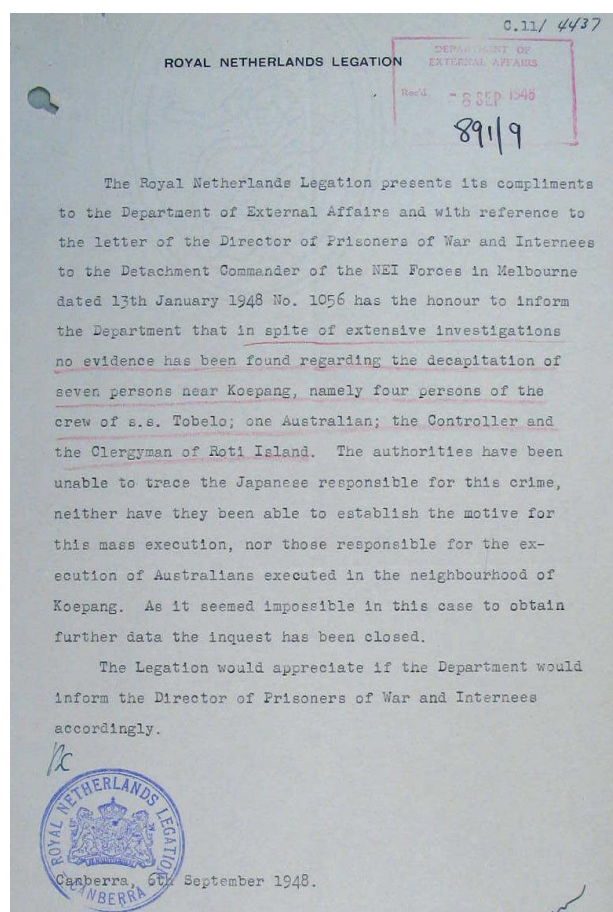 C.11/ 4437
ROYAL NETHERLANDS LEGATION
DEPARTMENT OF
EXTERNAL AFFAIRS
Rec'd. - 8 SEP 1948
891/9
The Royal Netherlands Legation presents its compliments
to the Department of External Affairs and with reference to
the letter of the Director of Prisoners of War and Internees
to the Detachment Commander of the NEI Forces in Melbourne
dated 13th January 1948 No. 1056 has the honour to inform
the Department that in spite of extensive investigations
no evidence has been found regarding the decapitation of
seven persons near Koepang, namely four persons of the
crew of s.s. Tobelo; one Australian; the Controller and
the Clergyman of Roti Island. The authorities have been
unable to trace the Japanese responsible for this crime,
neither have they been able to establish the motive for
this mass execution, nor those responsible for the ex-
ecution of Australians executed in the neighbourhood of
Koepang. As it seemed impossible in this case to obtain
further data the inquest has been closed.
The Legation would appreciate if the Department would
inform the Director of Prisoners of War and Internees
accordingly.
ROYAL NETHERLANDS LEGATION
CANBERRA
Canberra, 6th September 1948.